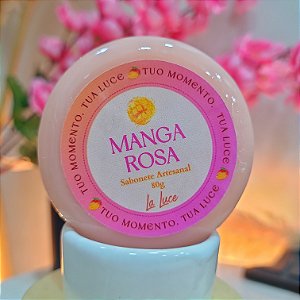 TUO MOMENTO, TUA LUCE
TUO MOMENTO, TUA LUCE
MANGA
ROSA
Sabonete Artesanal
80g
La Luce